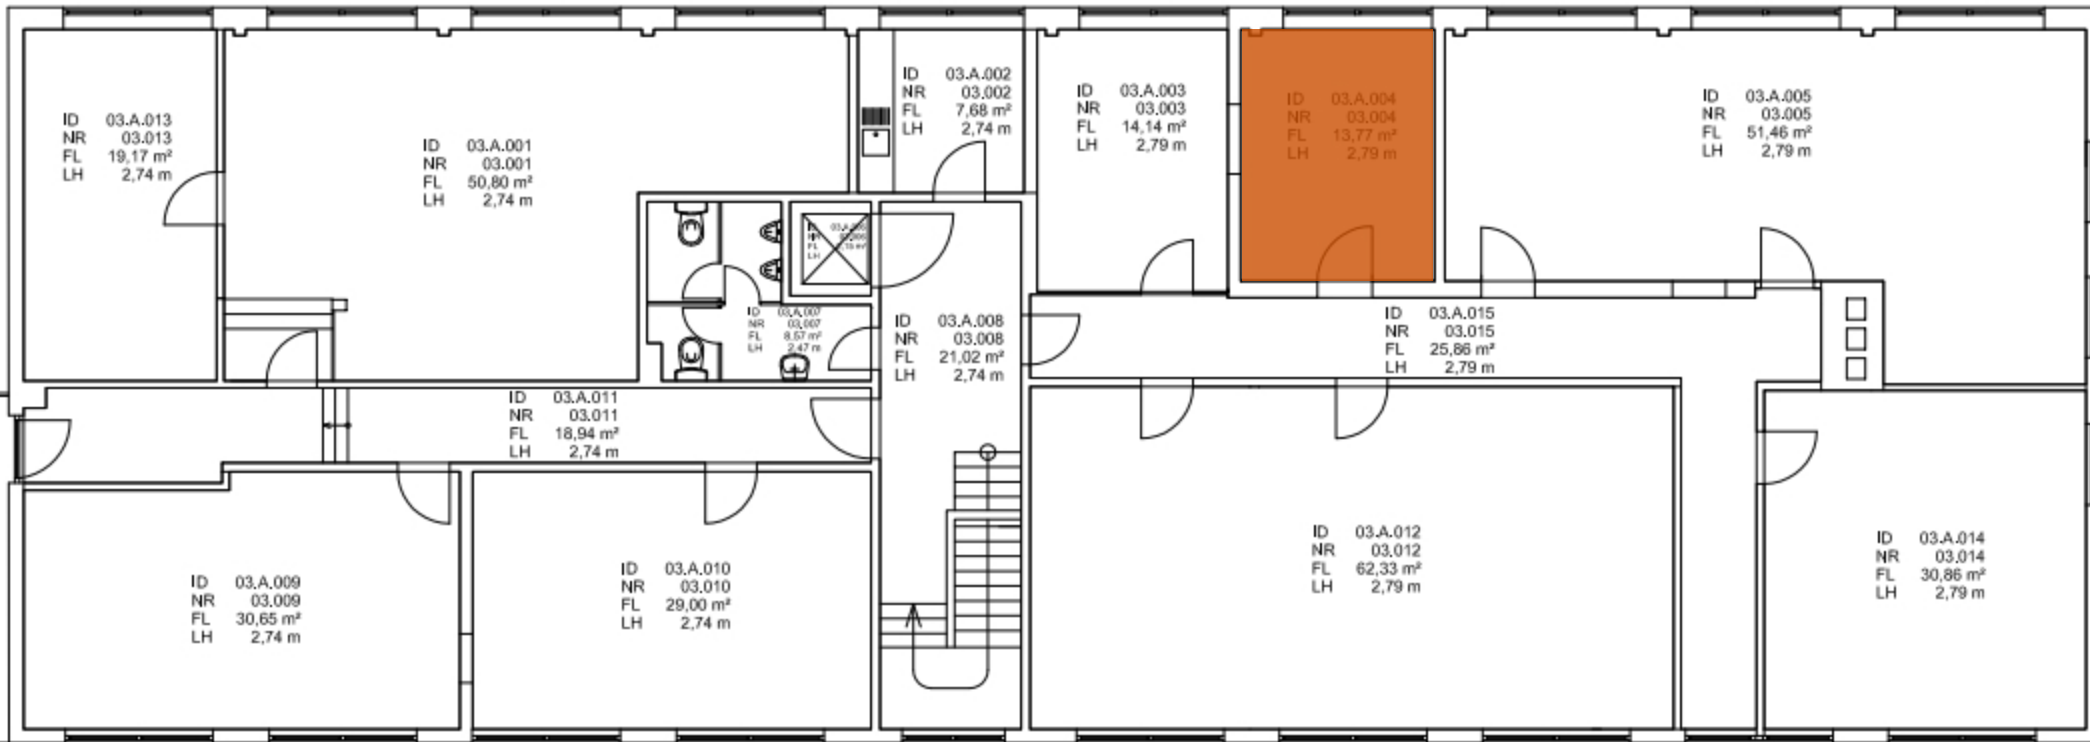 ID 03.A.013
NR 03.013
FL 19,17 m²
LH 2,74 m
ID 03.A.001
NR 03.001
FL 50,80 m²
LH 2,74 m
ID 03.A.002
NR 03.002
FL 7,68 m²
LH 2,74 m
ID 03.A.003
NR 03.003
FL 14,14 m²
LH 2,79 m
ID 03.A.004
NR 03.004
FL 13,77 m²
LH 2,79 m
ID 03.A.005
NR 03.005
FL 51,46 m²
LH 2,79 m
FL
LH
ID 03.A.007
NR 03.007
FL 8,57 m²
LH 2,47 m
ID 03.A.008
NR 03.008
FL 21,02 m²
LH 2,74 m
ID 03.A.015
NR 03.015
FL 25,86 m²
LH 2,79 m
ID 03.A.011
NR 03.011
FL 18,94 m²
LH 2,74 m
ID 03.A.009
NR 03.009
FL 30,65 m²
LH 2,74 m
ID 03.A.010
NR 03.010
FL 29,00 m²
LH 2,74 m
ID 03.A.012
NR 03.012
FL 62,33 m²
LH 2,79 m
ID 03.A.014
NR 03.014
FL 30,86 m²
LH 2,79 m